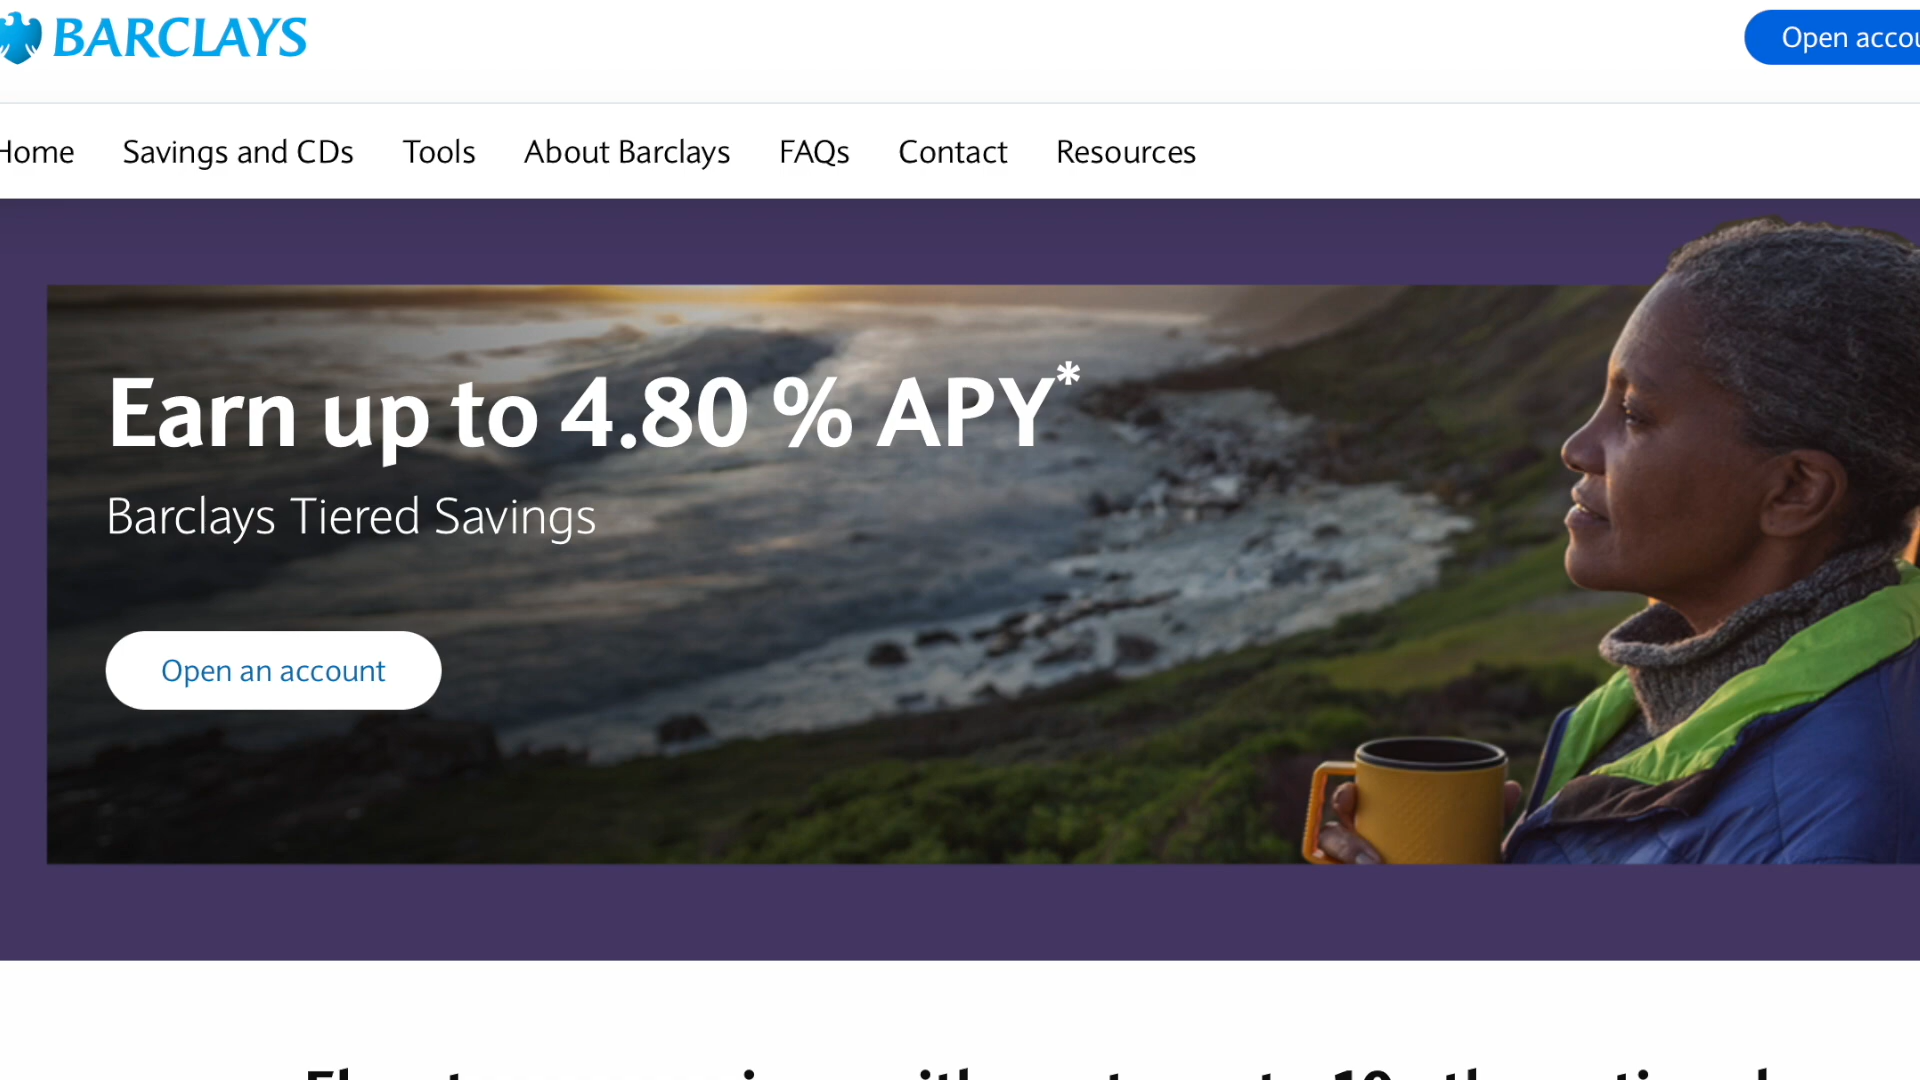 BARCLAYS
Open
Home Savings and CDs Tools About Barclays FAQs Contact Resources
Earn up to 4.80 % APY*
Barclays Tiered Savings
Open an account